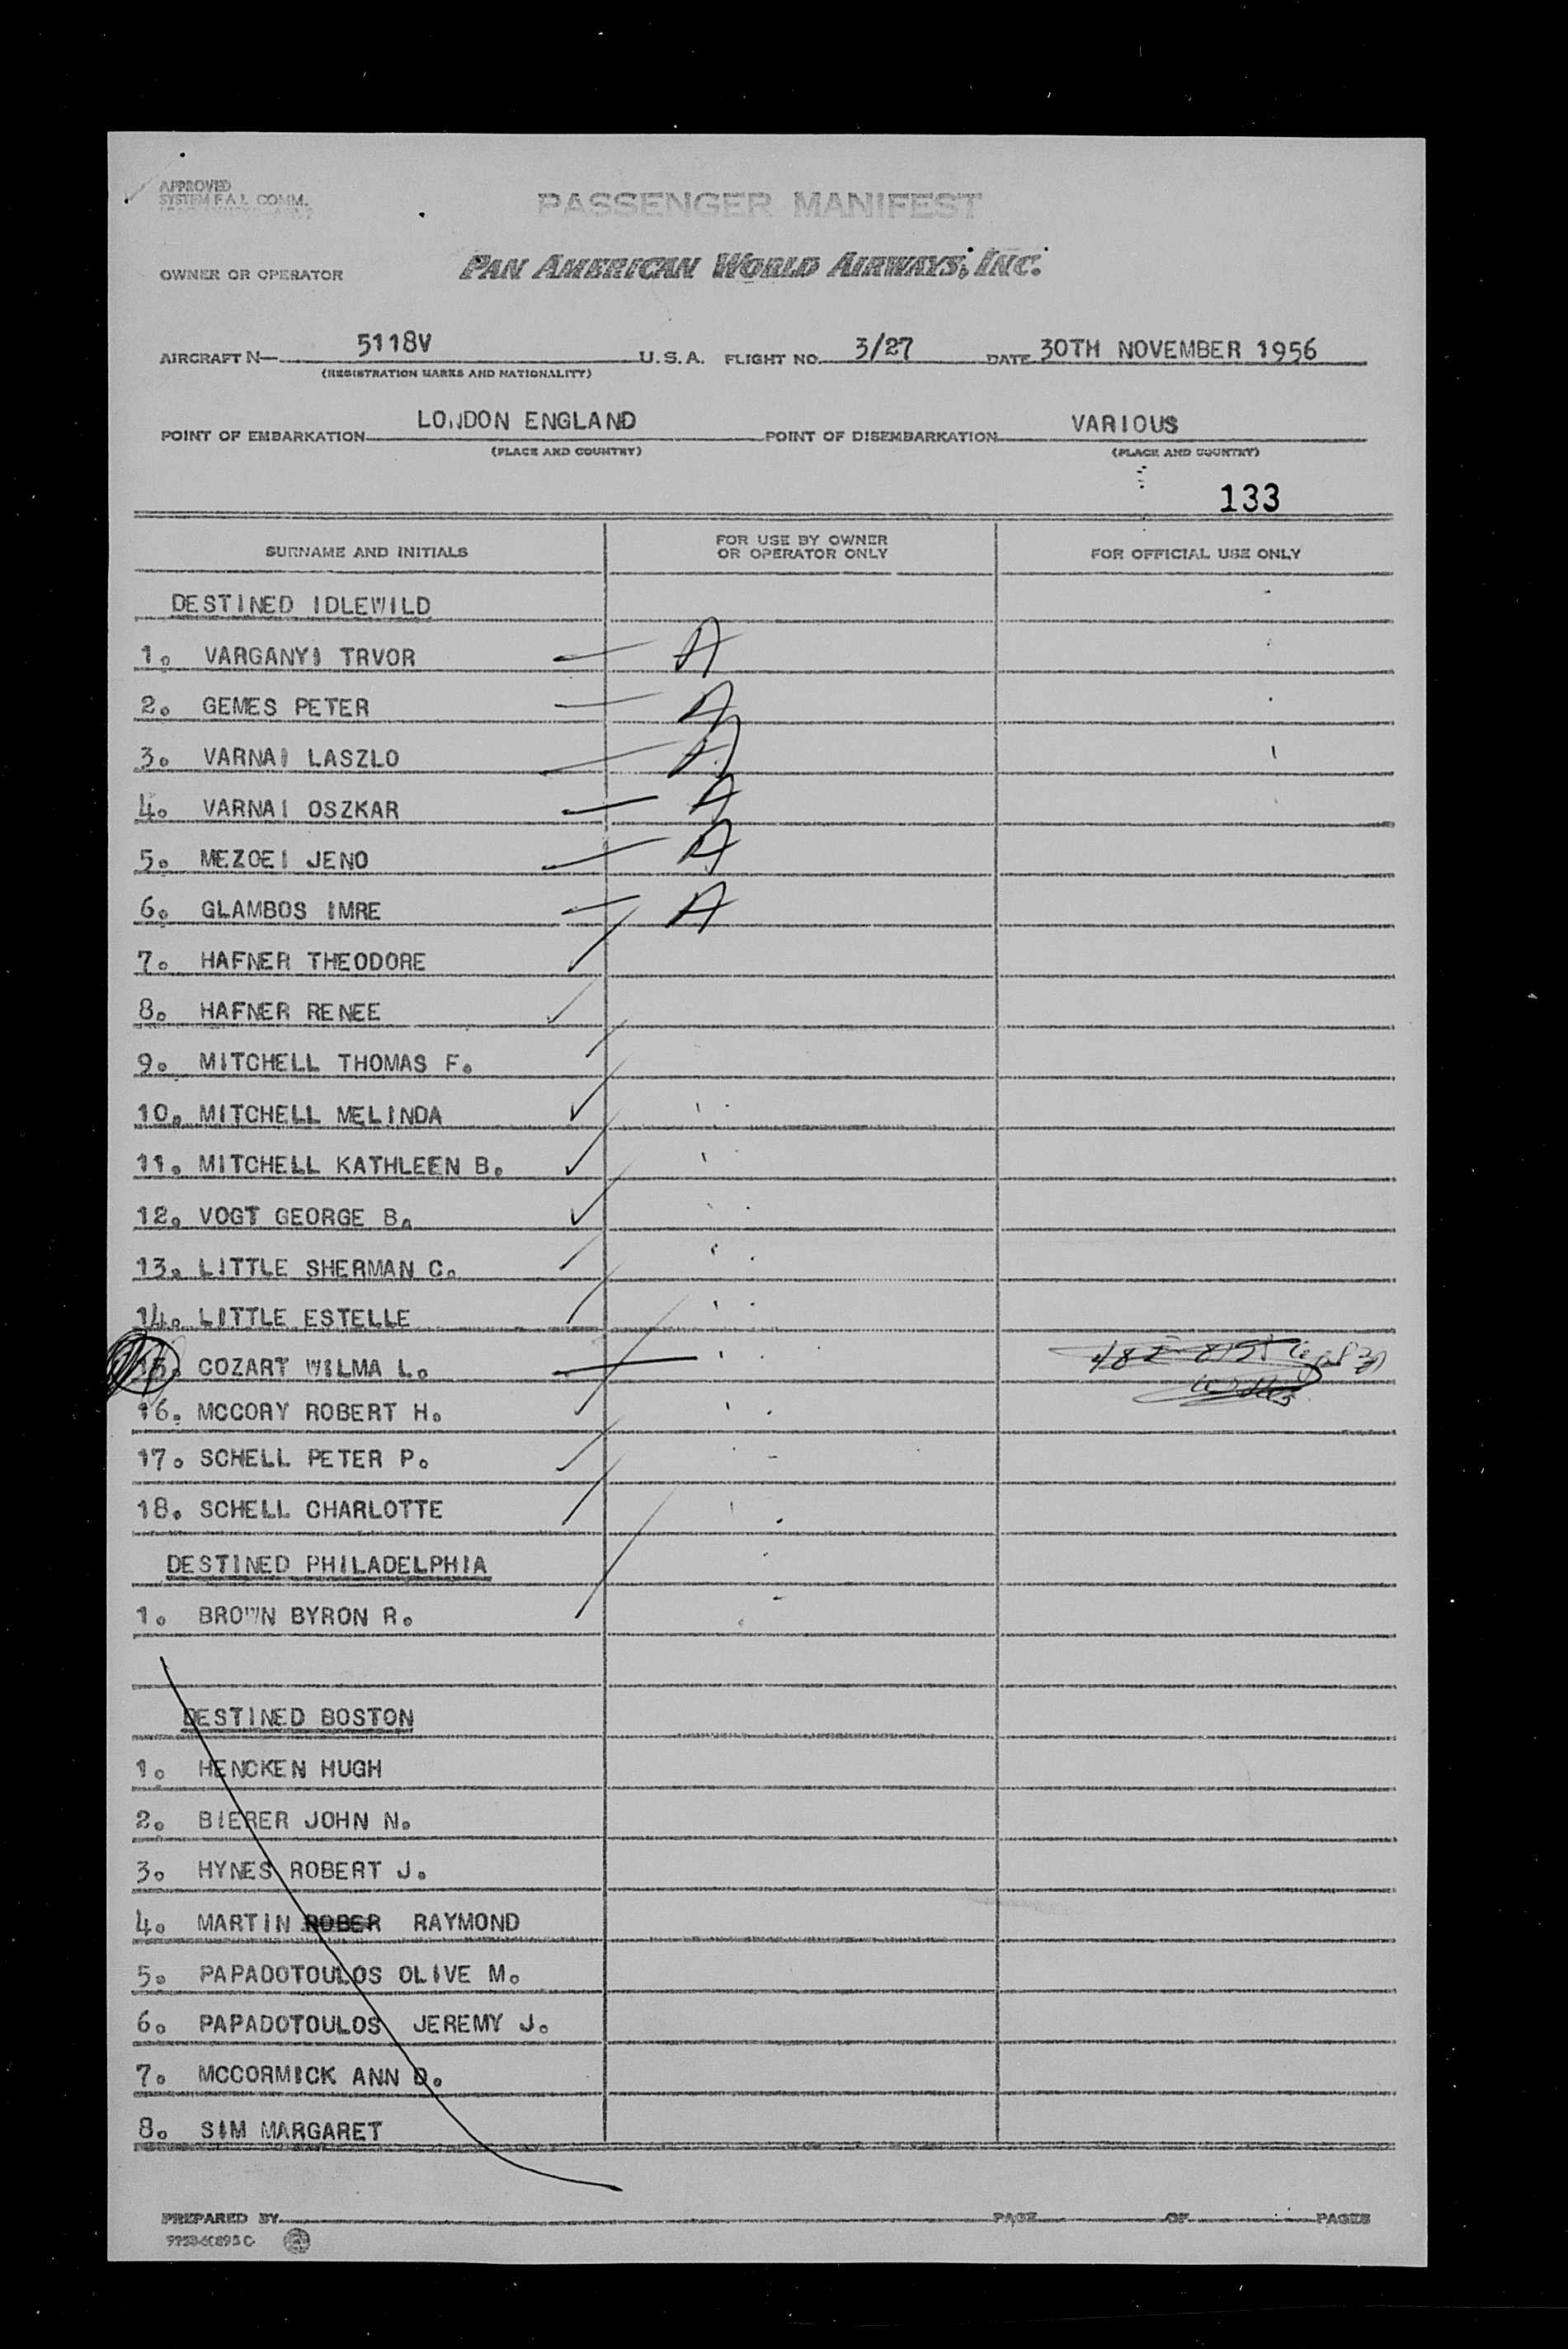 APPROVED
SYSTEM F.A.L. COMM.
PASSENGER MANIFEST
OWNER OR OPERATOR PAN AMERICAN WORLD AIRWAYS, INC.
AIRCRAFT N— 5118V U.S.A. FLIGHT NO. 3/27 DATE 30TH NOVEMBER 1956
(REGISTRATION MARKS AND NATIONALITY)
POINT OF EMBARKATION LONDON ENGLAND POINT OF DISEMBARKATION VARIOUS
(PLACE AND COUNTRY) (PLACE AND COUNTRY)
133
SURNAME AND INITIALS FOR USE BY OWNER OR OPERATOR ONLY FOR OFFICIAL USE ONLY
DESTINED IDLEWILD
1. VARGANYI TRVOR A
2. GEMES PETER A
3. VARNAI LASZLO A
4. VARNAI OSZKAR A
5. MEZOEI JENO A
6. GLAMBOS IMRE A
7. HAFNER THEODORE
8. HAFNER RENEE
9. MITCHELL THOMAS F.
10. MITCHELL MELINDA
11. MITCHELL KATHLEEN B.
12. VOGT GEORGE B.
13. LITTLE SHERMAN C.
14. LITTLE ESTELLE
15. COZART WILMA L.
16. MCCORY ROBERT H.
17. SCHELL PETER P.
18. SCHELL CHARLOTTE
DESTINED PHILADELPHIA
1. BROWN BYRON R.
DESTINED BOSTON
1. HENCKEN HUGH
2. BIERER JOHN N.
3. HYNES ROBERT J.
4. MARTIN ROBER RAYMOND
5. PAPADOTOULOS OLIVE M.
6. PAPADOTOULOS JEREMY J.
7. MCCORMICK ANN D.
8. SIM MARGARET
PREPARED BY PAGE OF PAGES